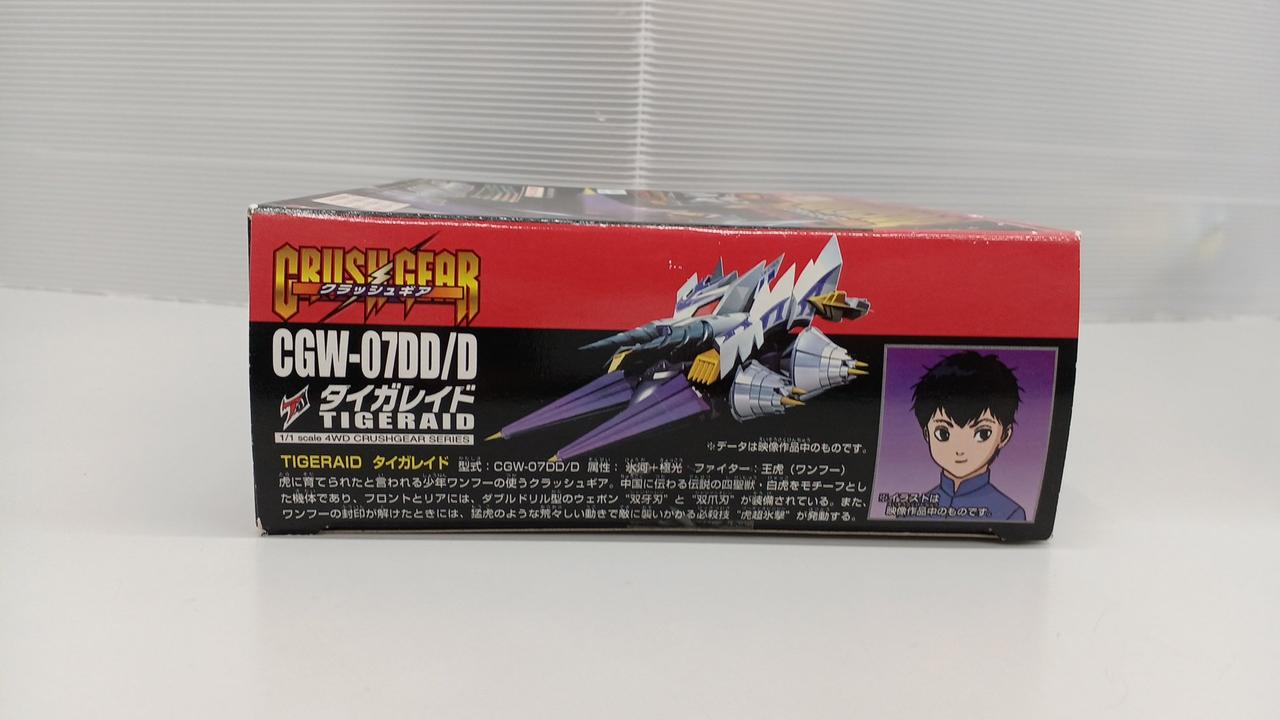 CRUSH GEAR
クラッシュギア
CGW-07DD/D
タイガレイド
TIGERAID
1/1 scale 4WD CRUSHGEAR SERIES
※データは映像作品中のものです。
TIGERAID タイガレイド 型式：CGW-07DD/D 属性：氷河＋極光 ファイター：王虎（ワンフー）
虎に育てられたと言われる少年ワンフーの使うクラッシュギア。中国に伝わる伝説の四聖獣・白虎をモチーフとし
た機体であり、フロントとリアには、ダブルドリル型のウェポン "双牙刃" と "双爪刃" が装備されている。また、
ワンフーの封印が解けたときには、猛虎のような荒々しい動きで敵に襲いかかる必殺技 "虎超氷撃" が発動する。
※イラストは
映像作品中のものです。